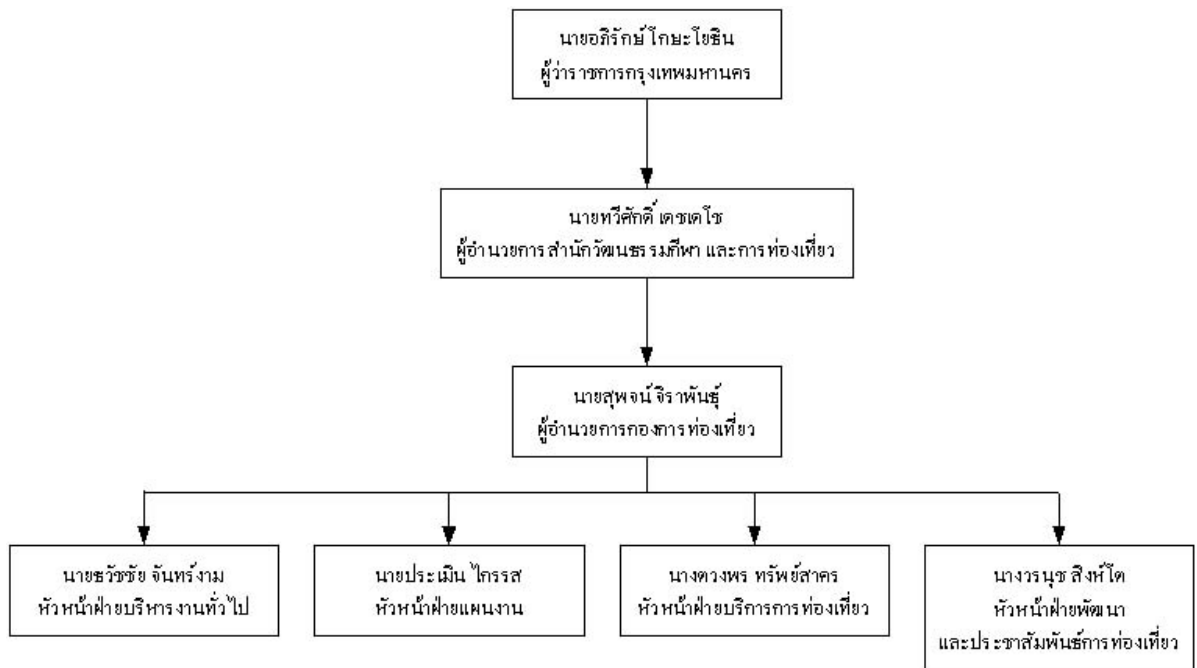 นายอภิรักษ์ โกษะโยธิน
ผู้ว่าราชการกรุงเทพมหานคร
นายทวีศักดิ์ เดชเดโช
ผู้อำนวยการสำนักวัฒนธรรมกีฬา และการท่องเที่ยว
นายสุพจน์ จิราพันธุ์
ผู้อำนวยการกองการท่องเที่ยว
นายธวัชชัย จันทร์งาม
หัวหน้าฝ่ายบริหารงานทั่วไป
นายประเมิน ไกรรส
หัวหน้าฝ่ายแผนงาน
นางดวงพร ทรัพย์สาคร
หัวหน้าฝ่ายบริการการท่องเที่ยว
นางวรนุช สิงห์โต
หัวหน้าฝ่ายพัฒนา
และประชาสัมพันธ์การท่องเที่ยว